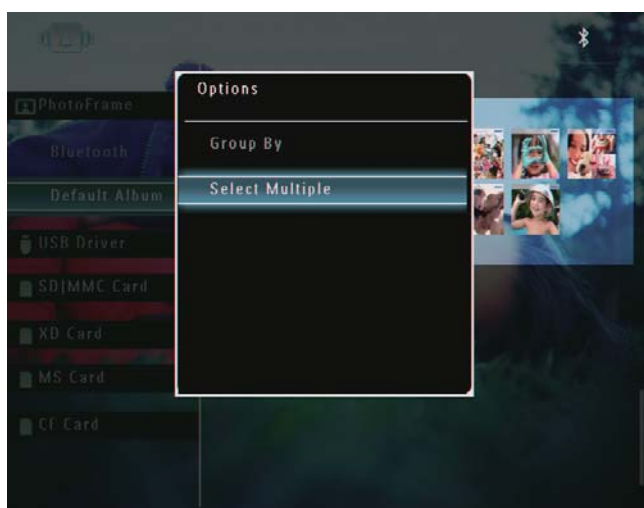 Options
PhotoFrame
Group By
Bluetooth
Select Multiple
Default Album
USB Driver
SD|MMC Card
XD Card
MS Card
CF Card